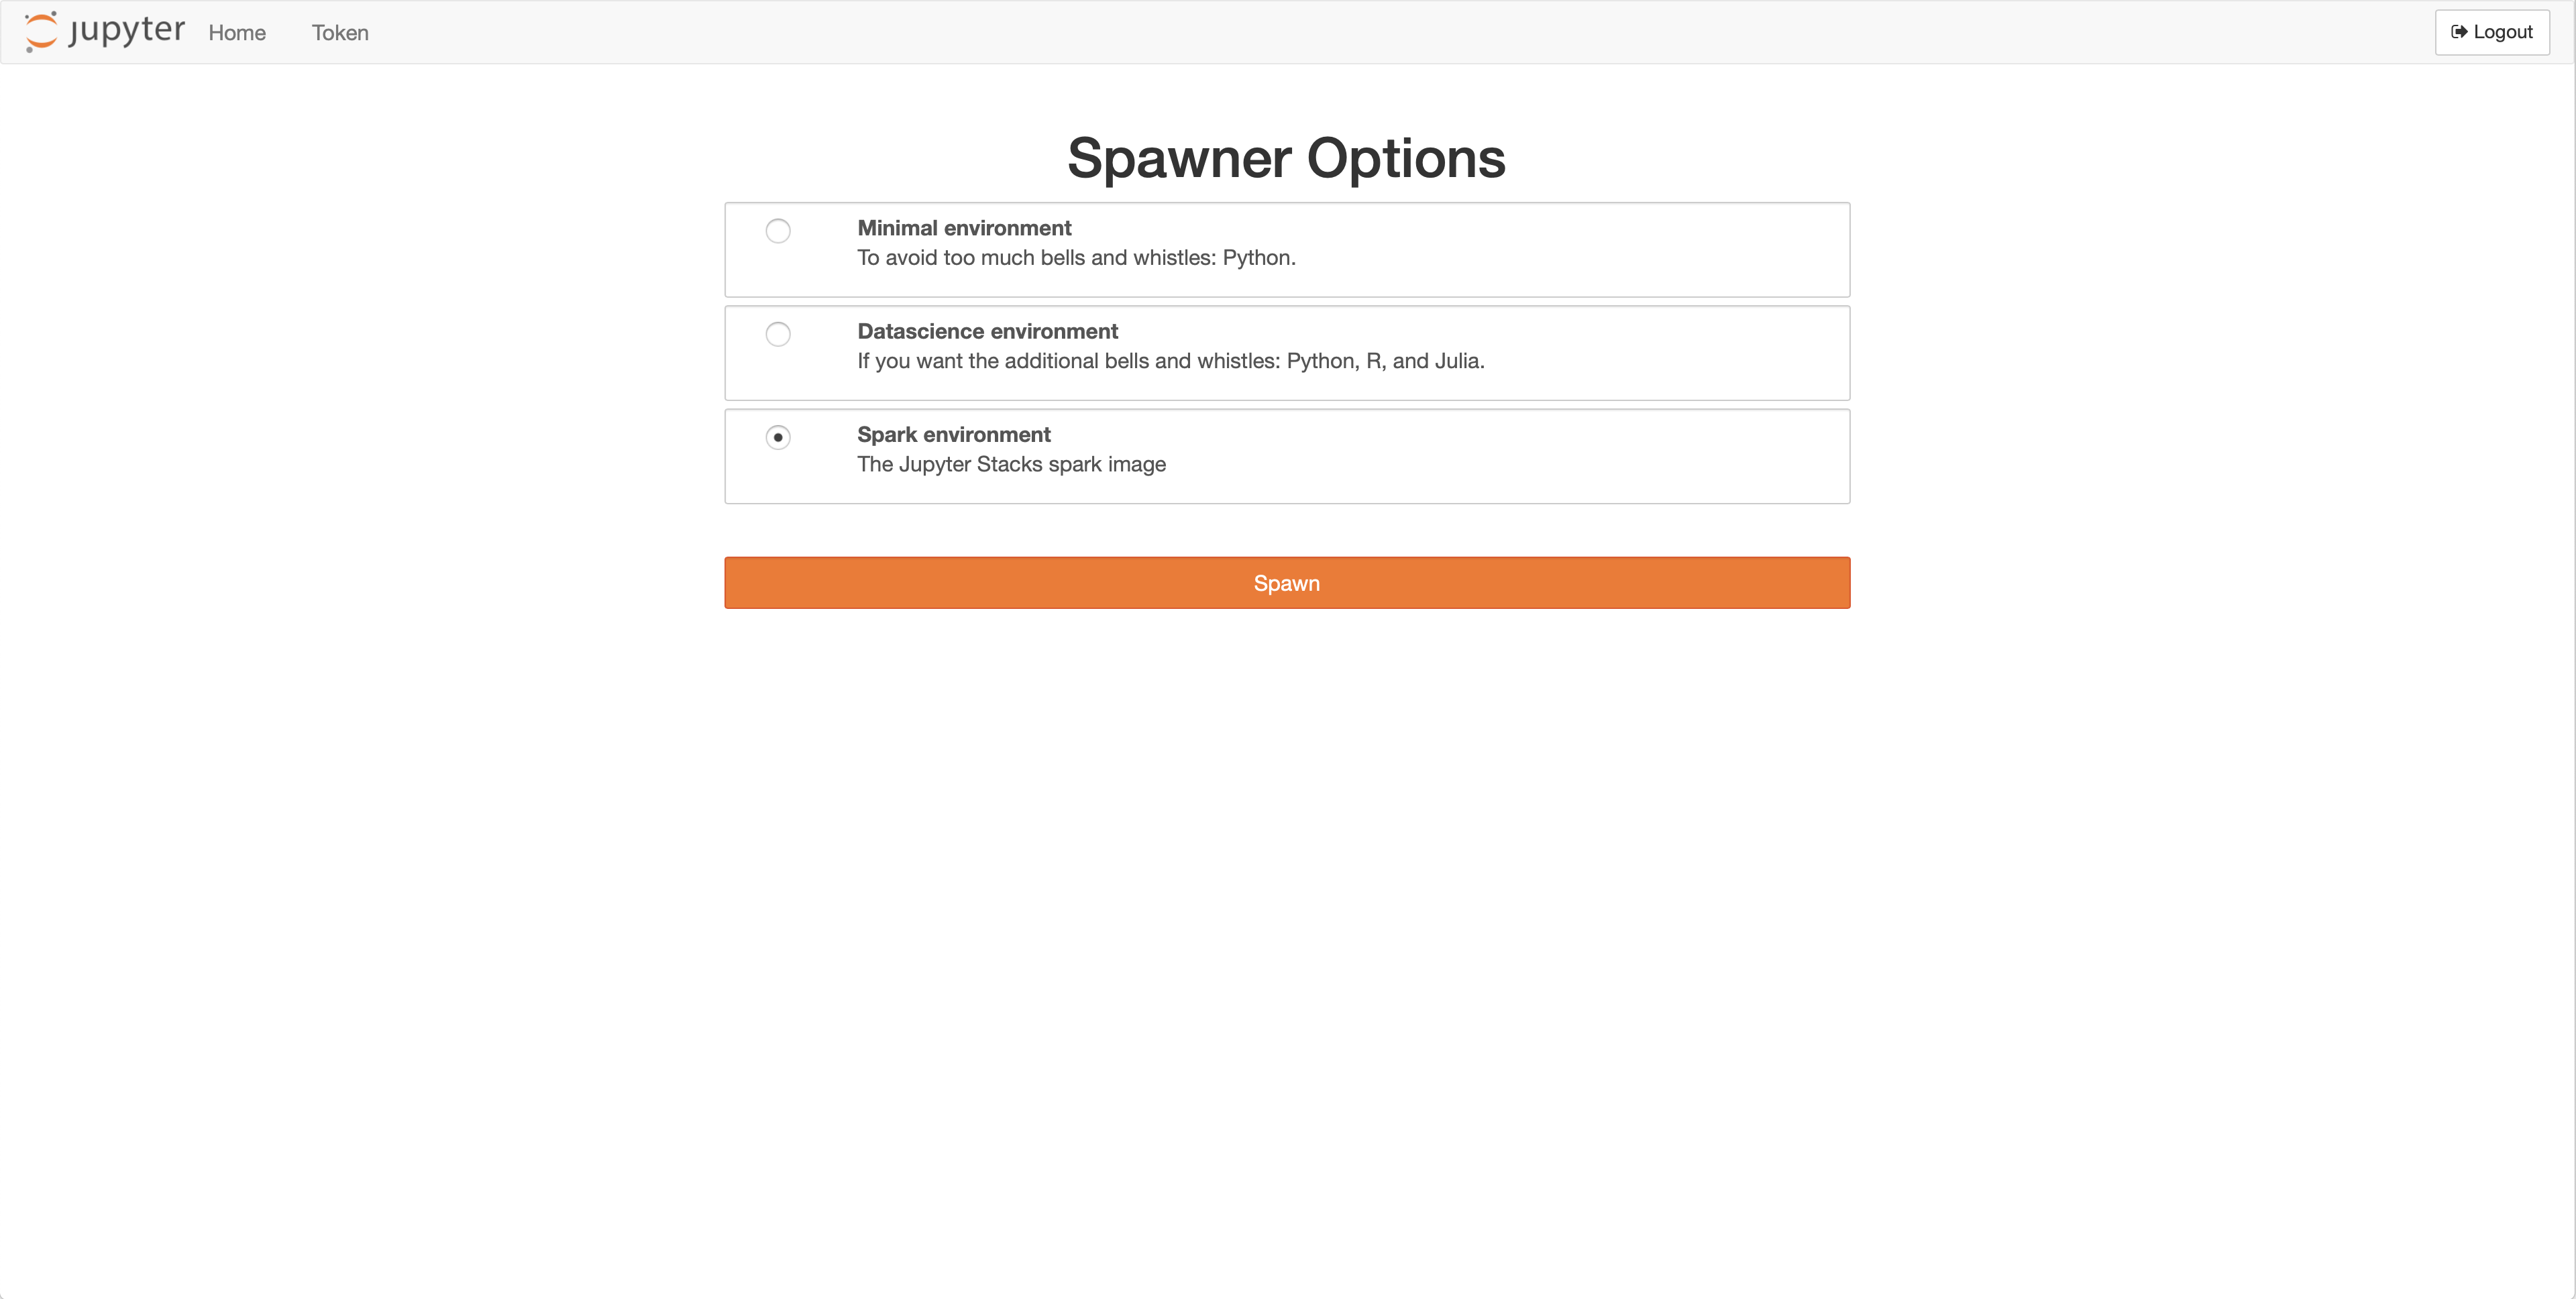 jupyter Home Token Logout
Spawner Options
Minimal environment
To avoid too much bells and whistles: Python.
Datascience environment
If you want the additional bells and whistles: Python, R, and Julia.
Spark environment
The Jupyter Stacks spark image
Spawn